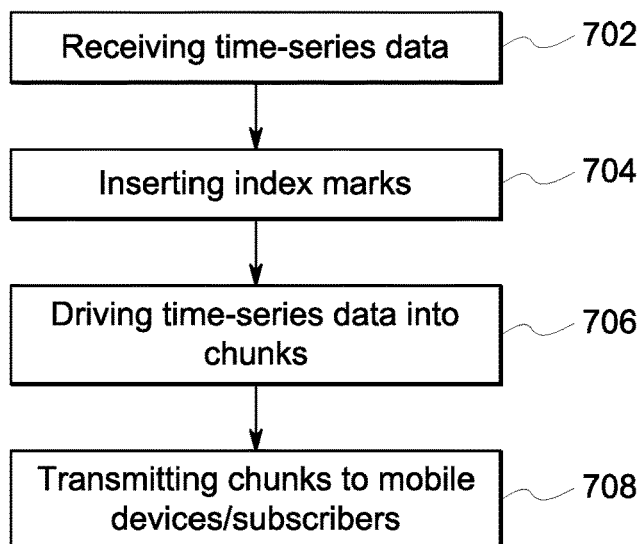 Receiving time-series data
702
Inserting index marks
704
Driving time-series data into
chunks
706
Transmitting chunks to mobile
devices/subscribers
708